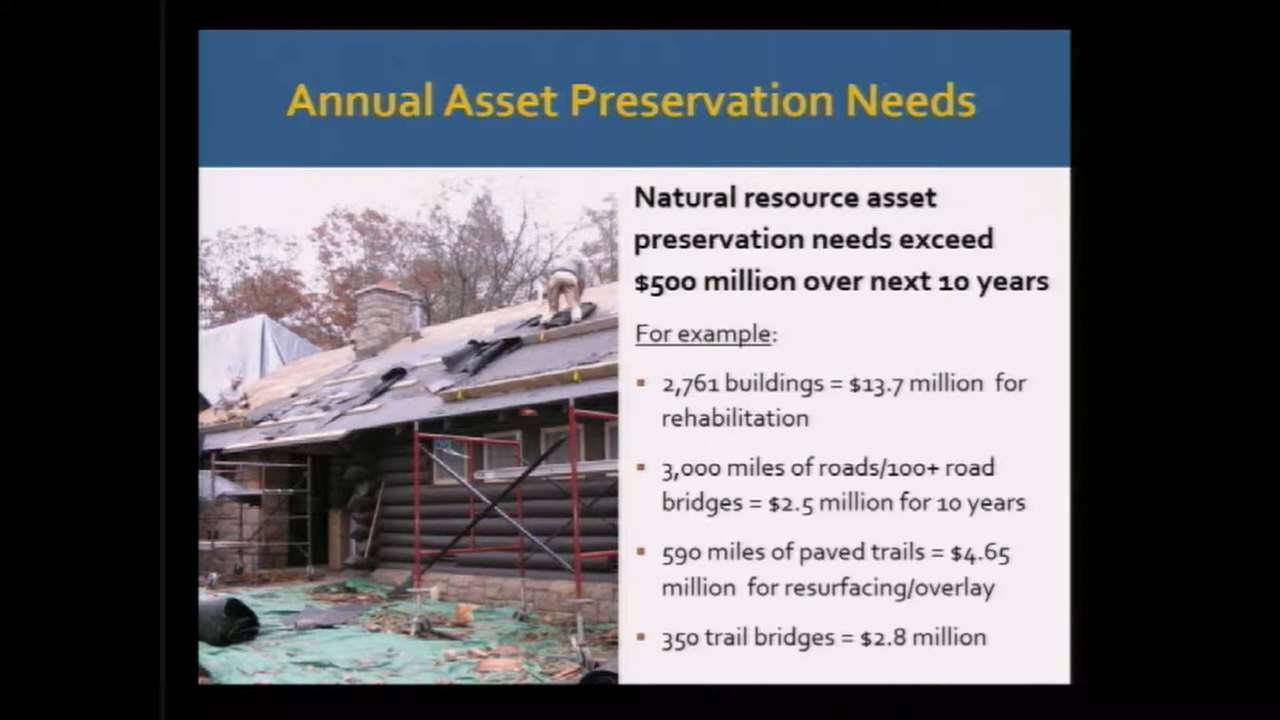 Annual Asset Preservation Needs
Natural resource asset
preservation needs exceed
$500 million over next 10 years
For example:
▪ 2,761 buildings = $13.7 million for
rehabilitation
▪ 3,000 miles of roads/100+ road
bridges = $2.5 million for 10 years
▪ 590 miles of paved trails = $4.65
million for resurfacing/overlay
▪ 350 trail bridges = $2.8 million